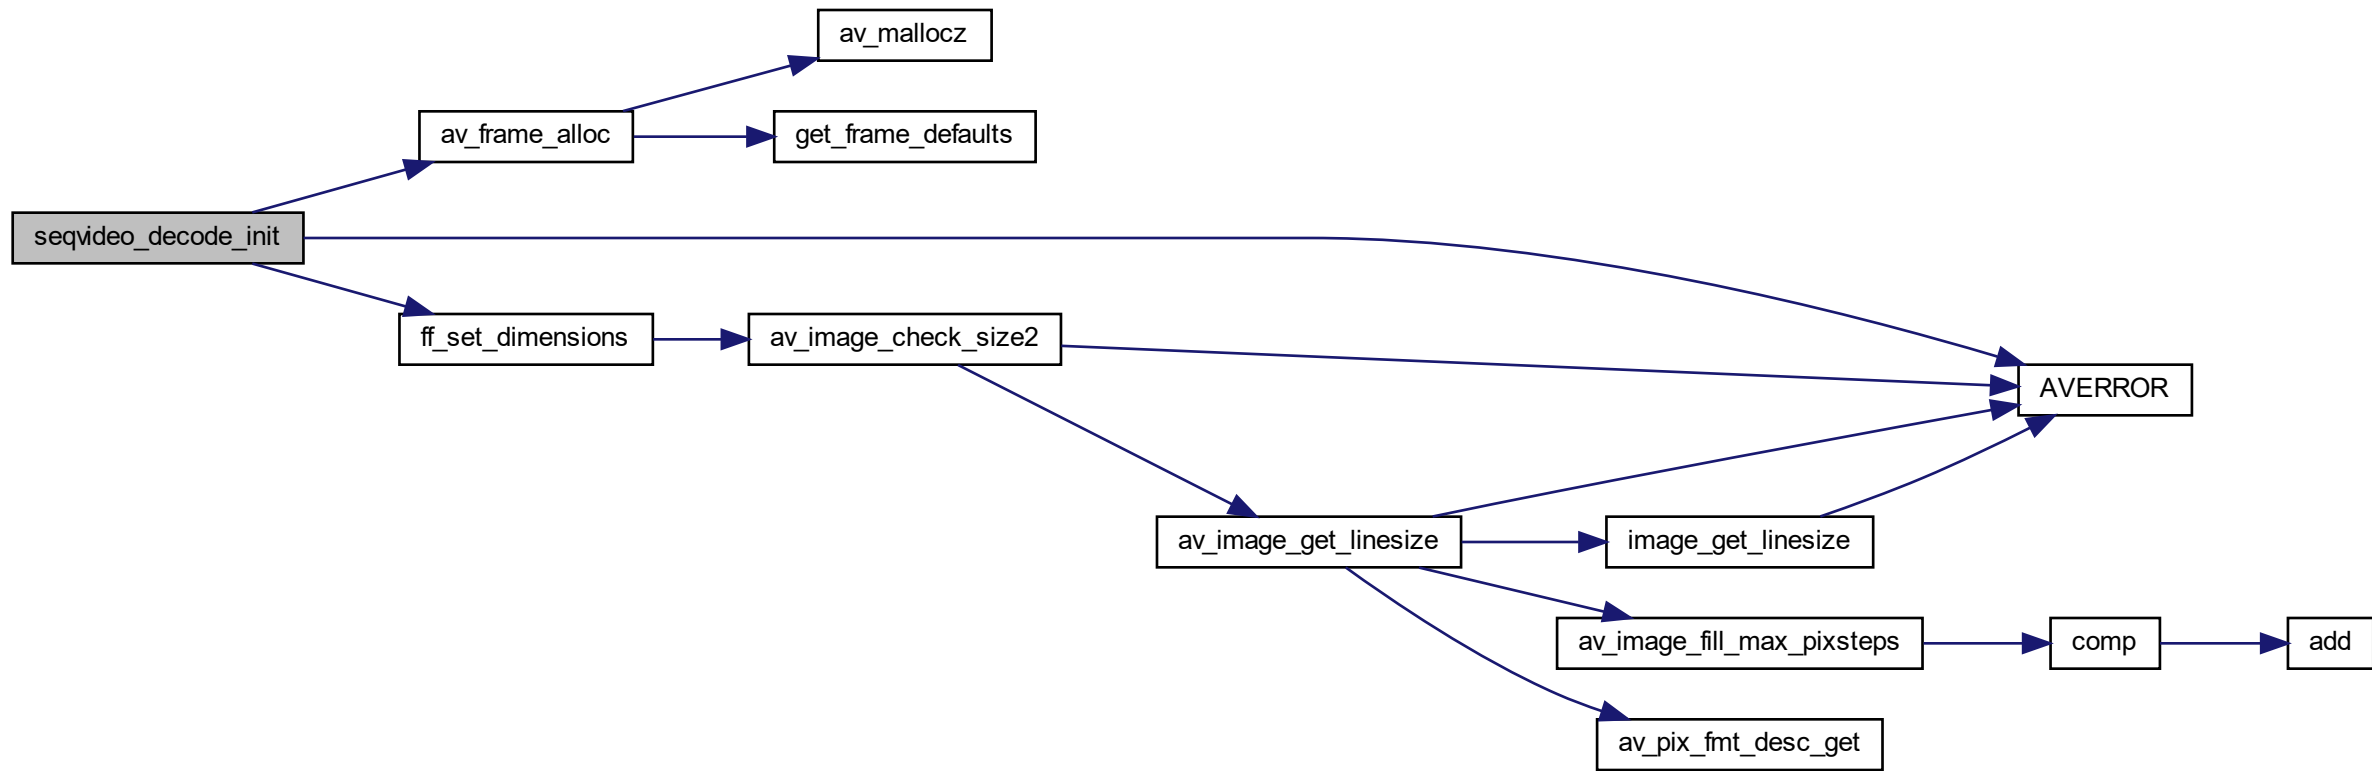 av_mallocz
av_frame_alloc
get_frame_defaults
seqvideo_decode_init
ff_set_dimensions
av_image_check_size2
AVERROR
av_image_get_linesize
image_get_linesize
av_image_fill_max_pixsteps
comp
add
av_pix_fmt_desc_get